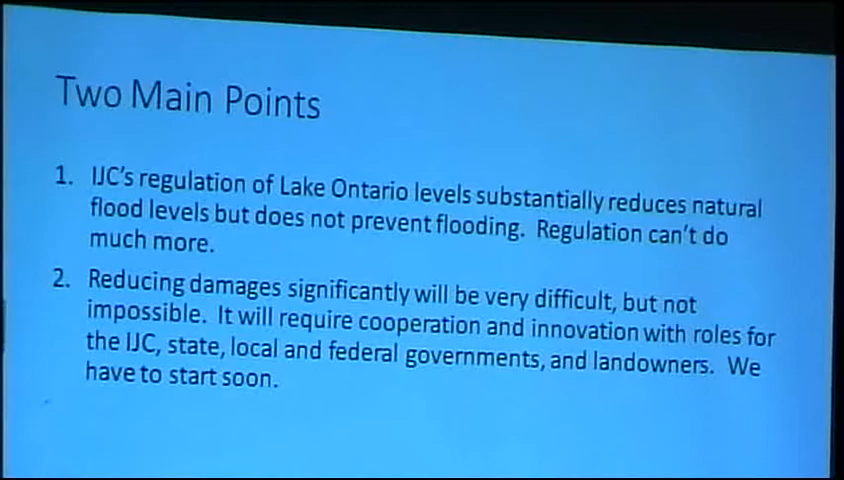 Two Main Points
1. IJC's regulation of Lake Ontario levels substantially reduces natural
flood levels but does not prevent flooding. Regulation can't do
much more.
2. Reducing damages significantly will be very difficult, but not
impossible. It will require cooperation and innovation with roles for
the IJC, state, local and federal governments, and landowners. We
have to start soon.